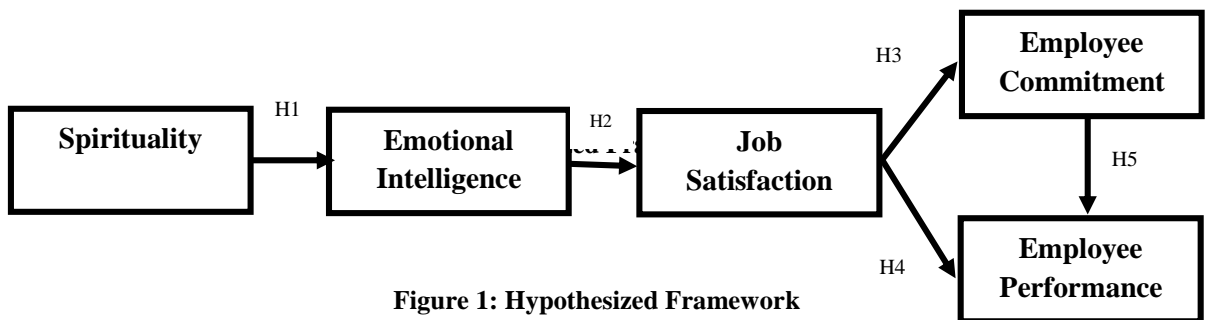 Employee
Commitment
H3
H1
Spirituality
H2
Emotional
Intelligence
Job
Satisfaction
H5
Employee
Performance
H4
Figure 1: Hypothesized Framework